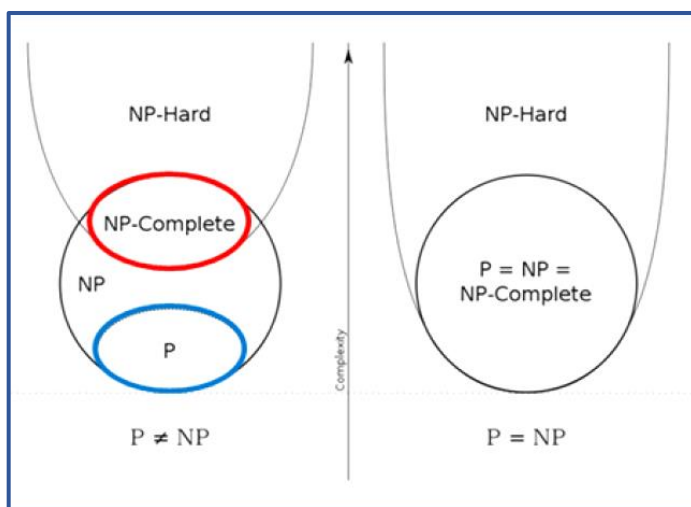 NP-Hard
NP-Complete
NP
P
P ≠ NP
Complexity
NP-Hard
P = NP =
NP-Complete
P = NP